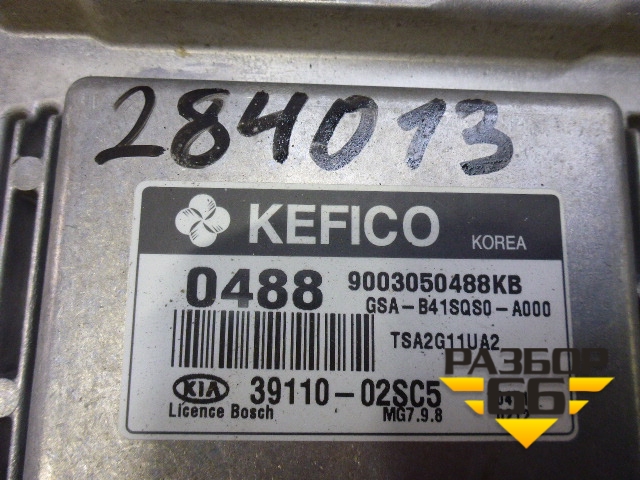 284013
KEFICO KOREA
0488 9003050488KB
GSA-B41SQS0-A000
TSA2G11UA2
KIA 39110-02SC5
Licence Bosch MG7.9.8
РАЗБОР
66